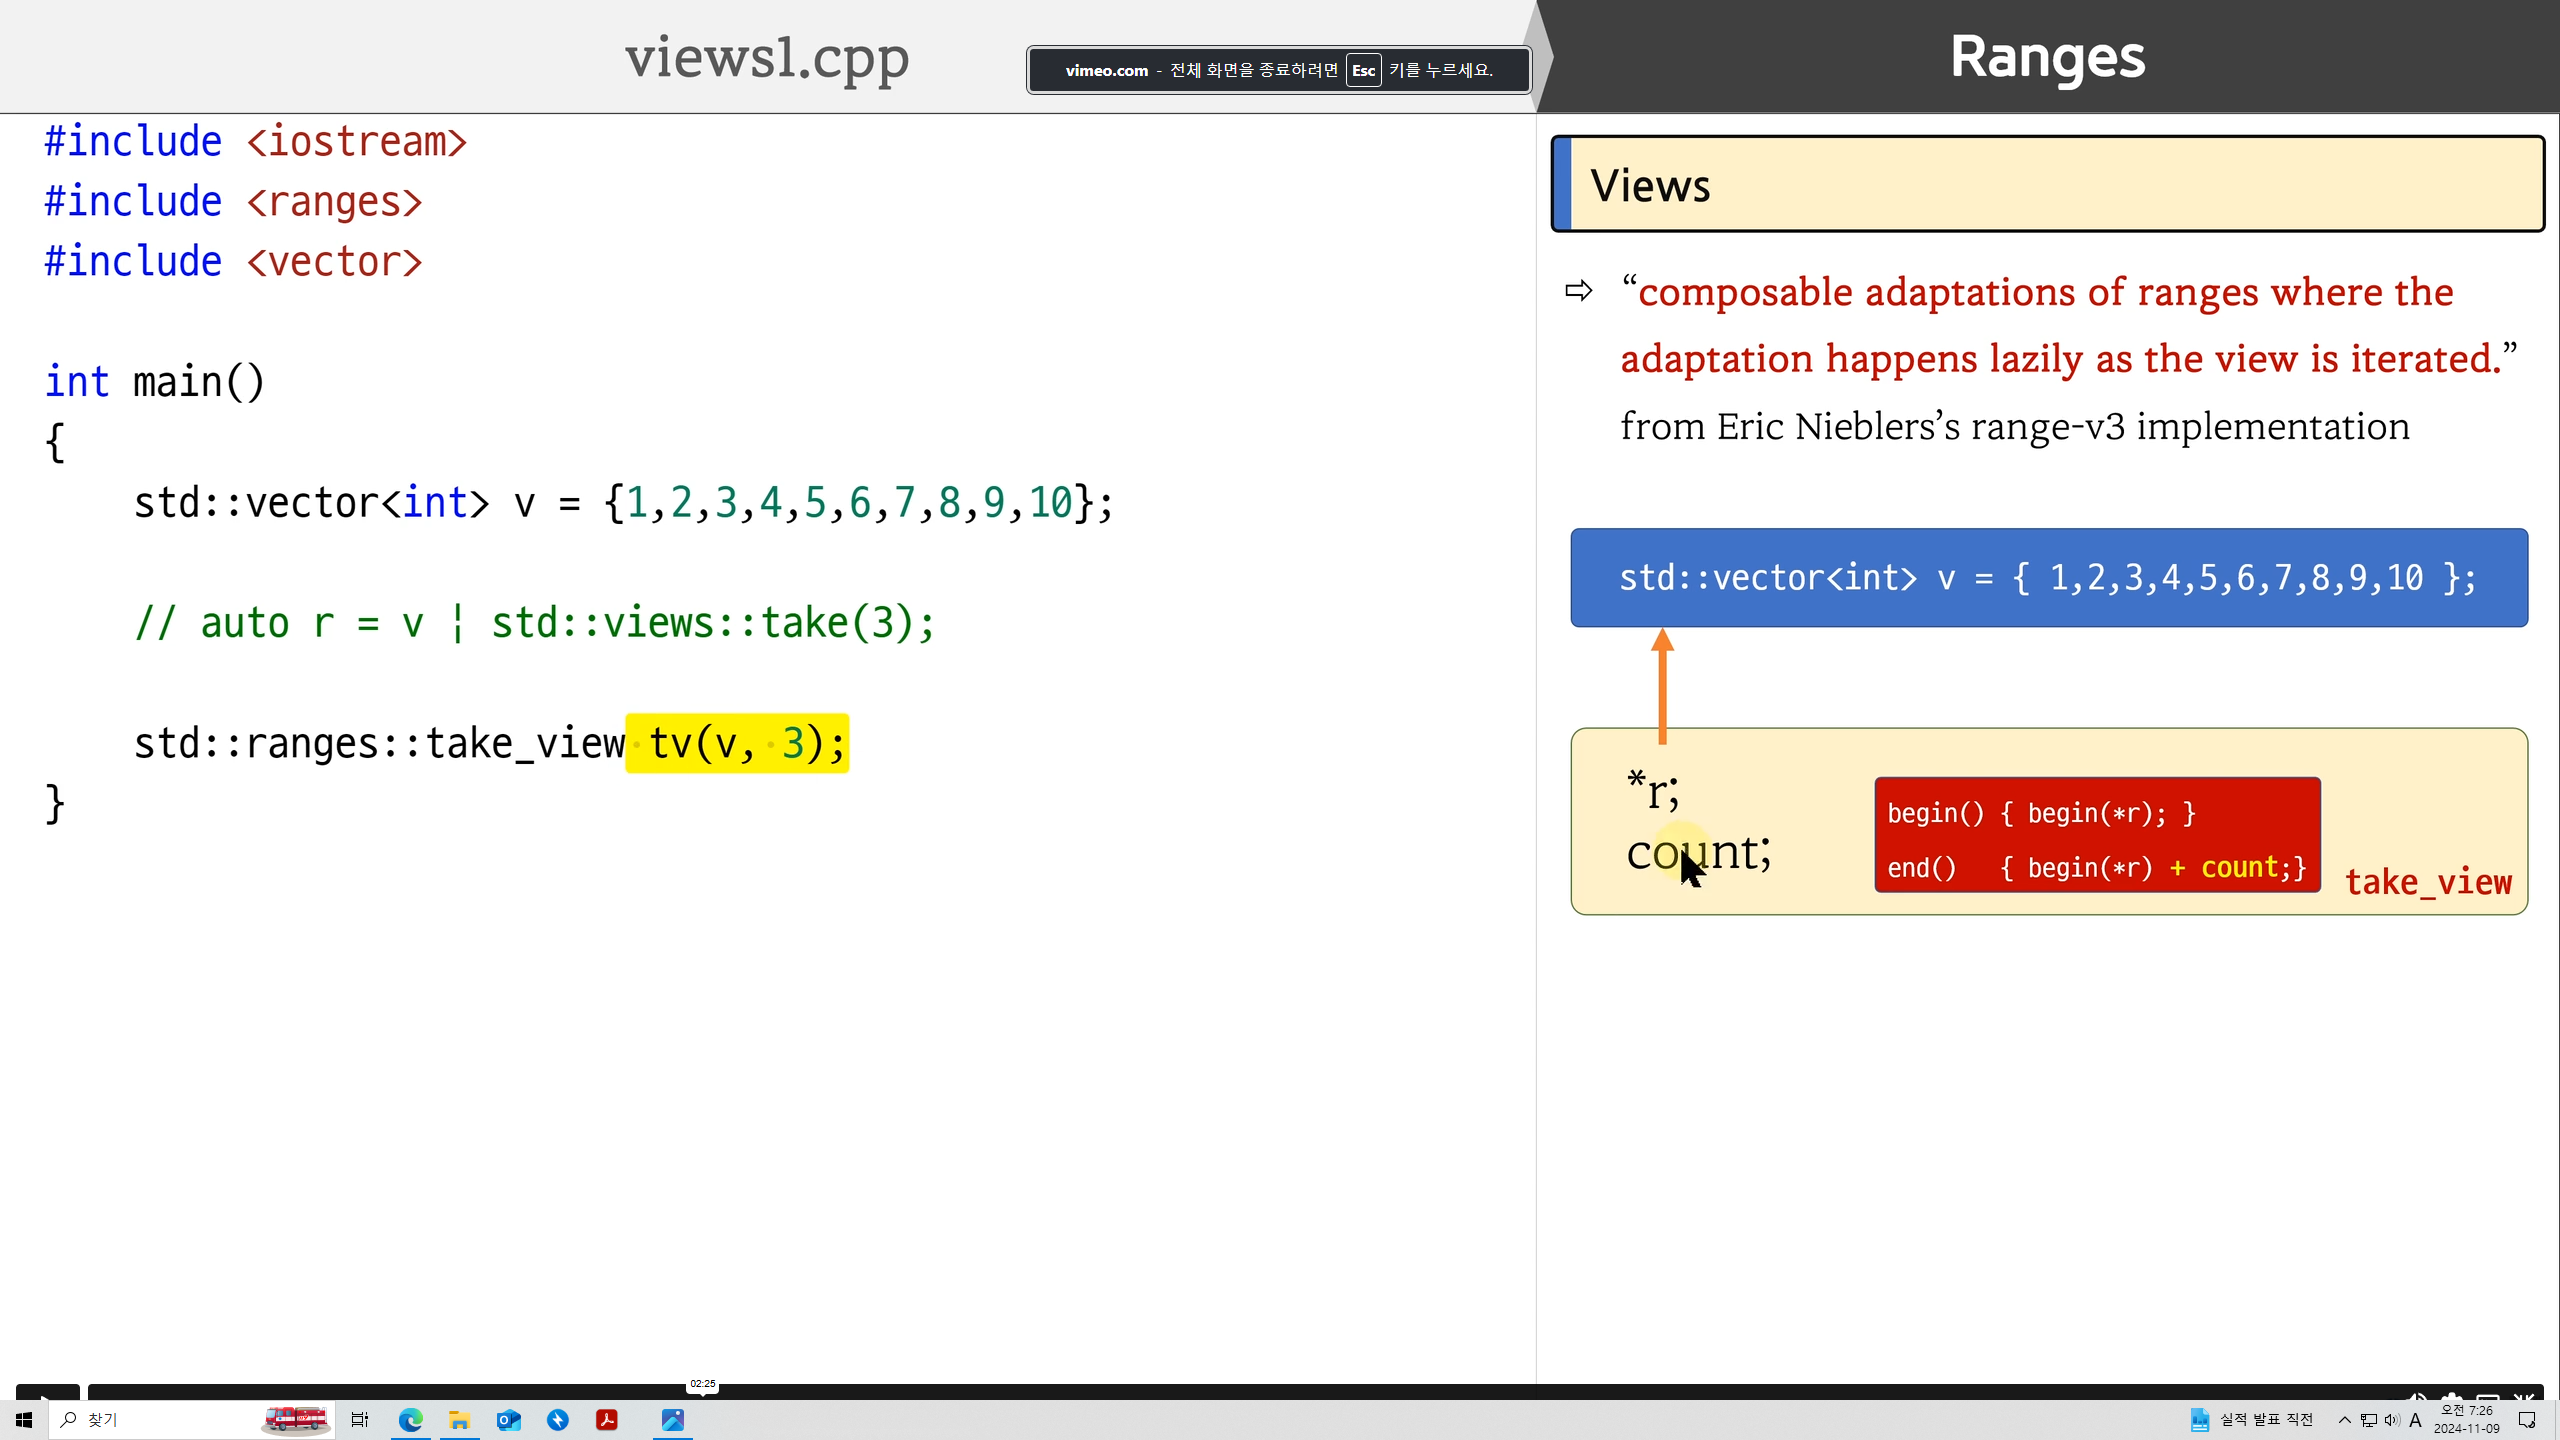 views1.cpp
vimeo.com - 전체 화면을 종료하려면 Esc 키를 누르세요.
Ranges
#include <iostream>
#include <ranges>
#include <vector>
int main()
{
std::vector<int> v = {1,2,3,4,5,6,7,8,9,10};
// auto r = v | std::views::take(3);
std::ranges::take_view tv(v, 3);
}
Views
⇨ “composable adaptations of ranges where the
adaptation happens lazily as the view is iterated.”
from Eric Nieblers’s range-v3 implementation
std::vector<int> v = { 1,2,3,4,5,6,7,8,9,10 };
*r;
count;
begin() { begin(*r); }
end() { begin(*r) + count;}
take_view
02:25
찾기
실적 발표 직전
A
오전 7:26
2024-11-09